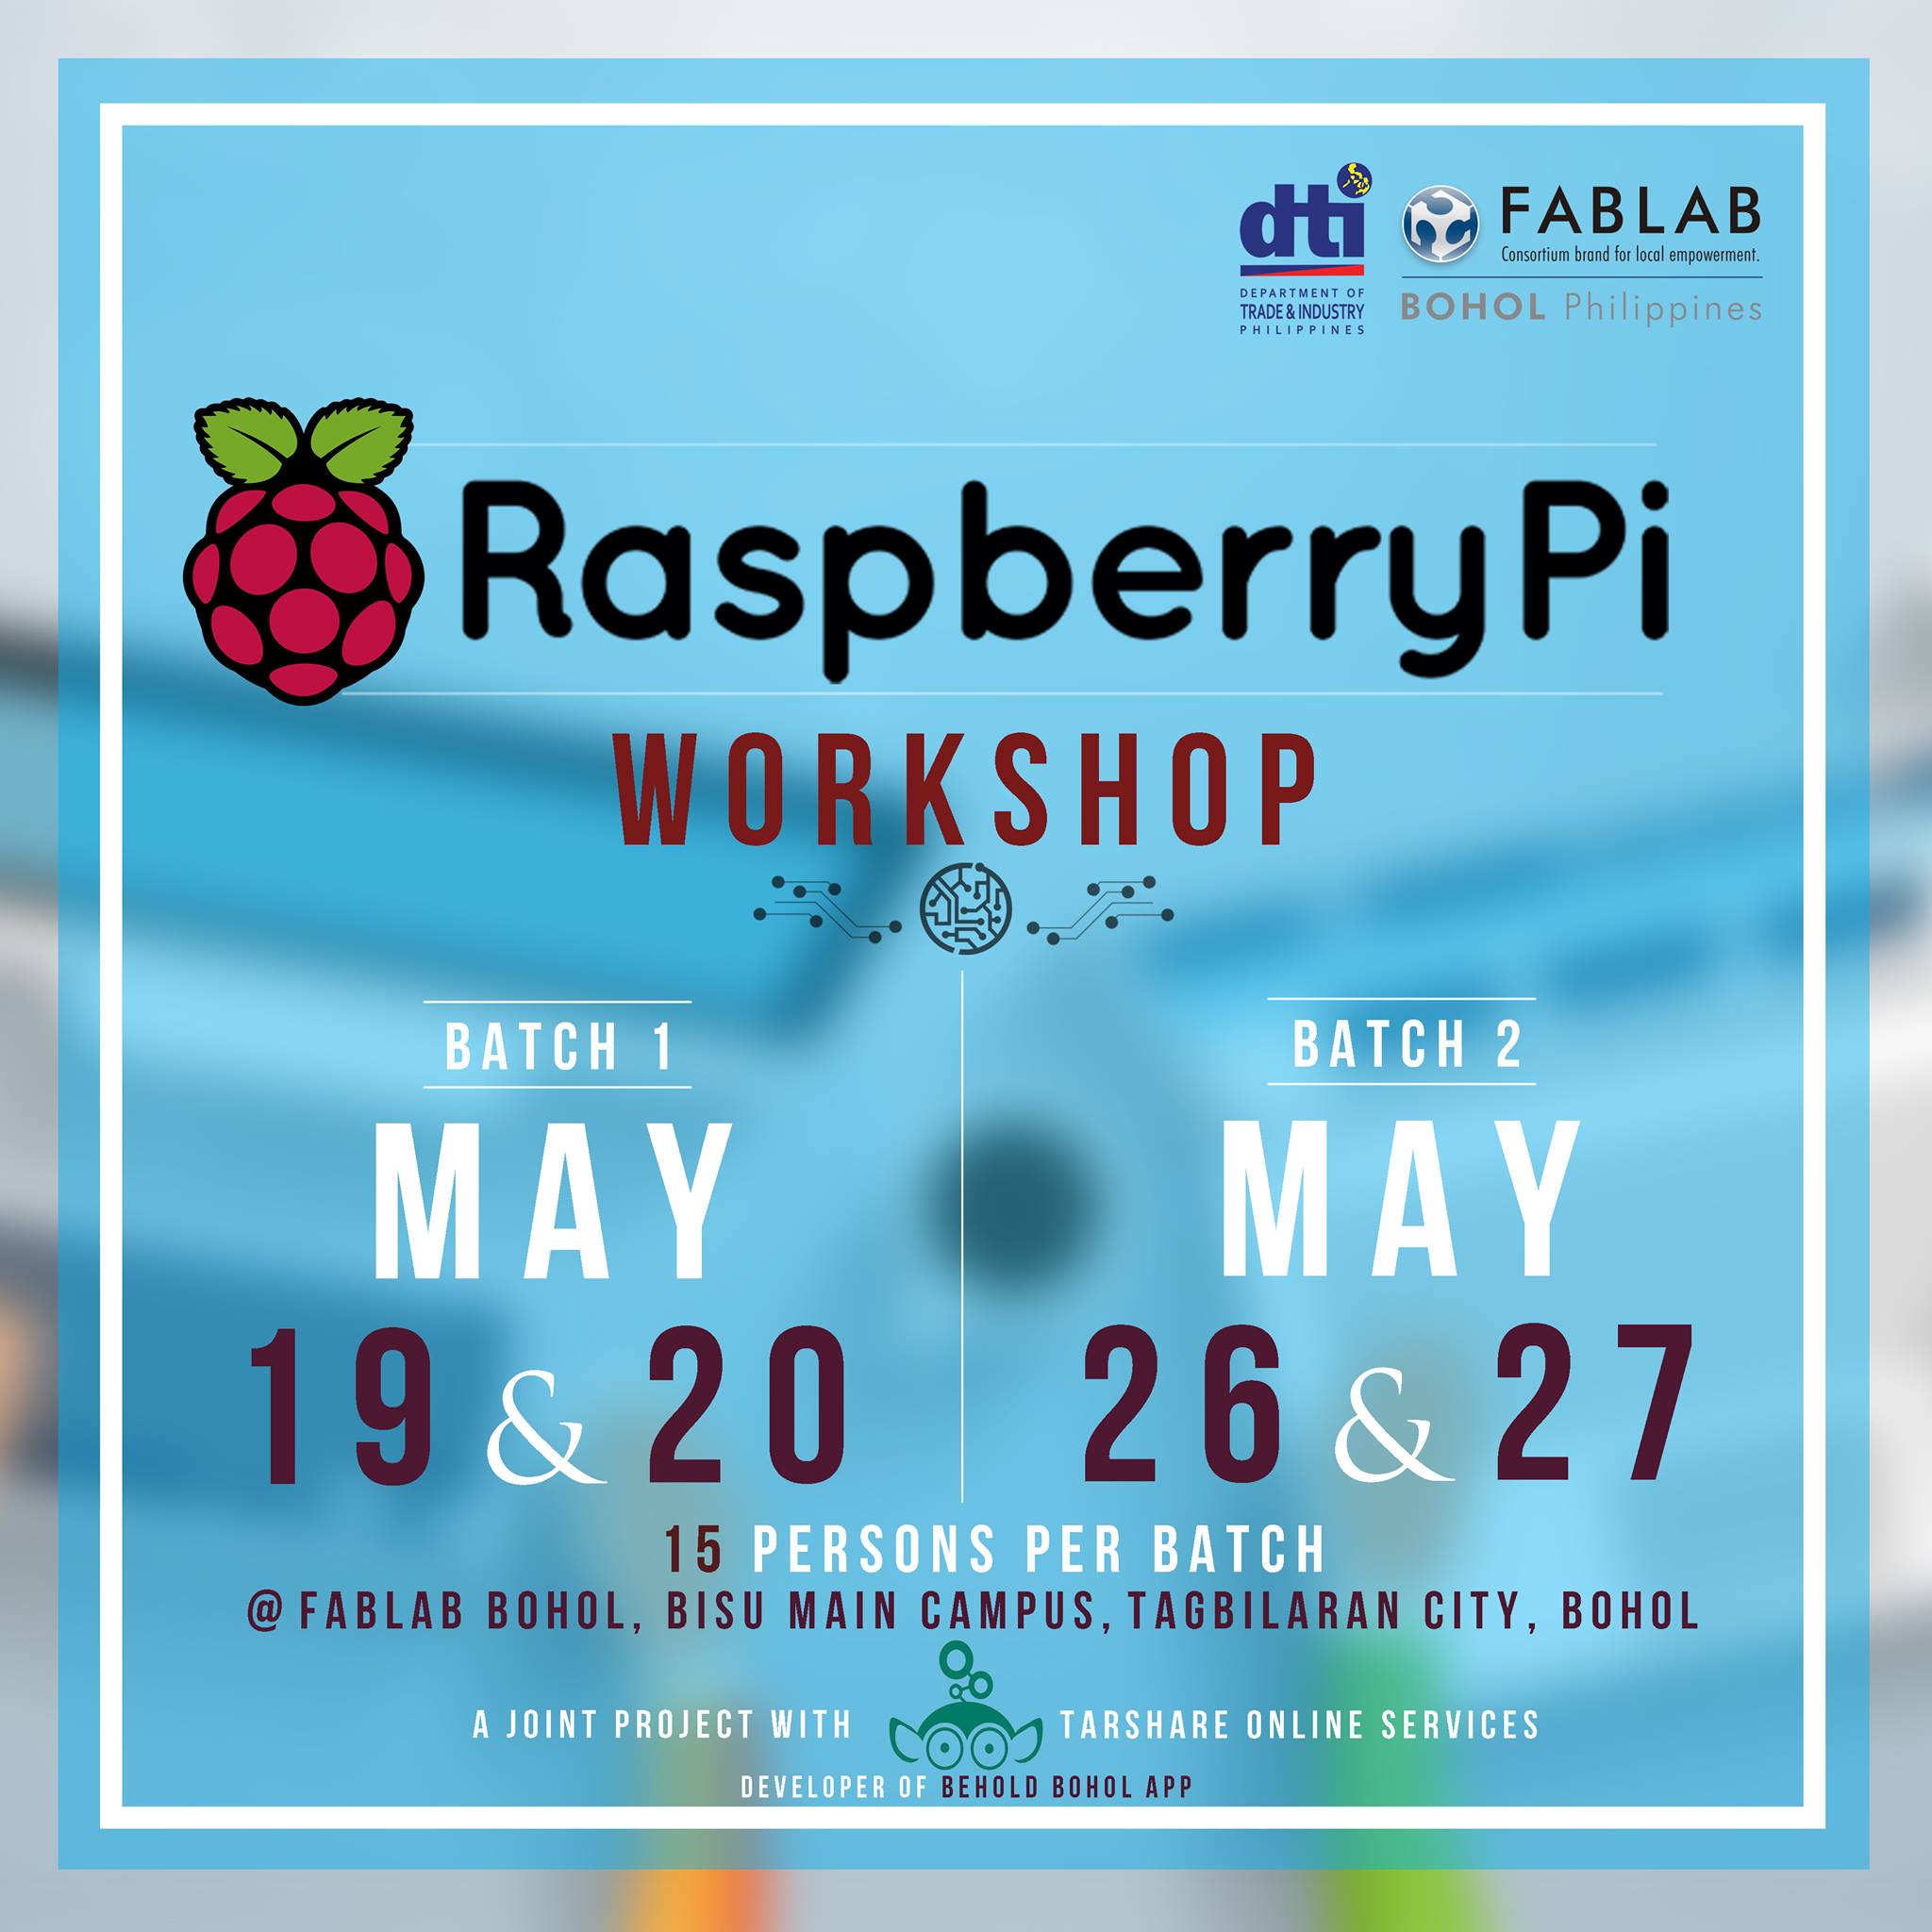 dti
DEPARTMENT OF
TRADE & INDUSTRY
PHILIPPINES
FABLAB
Consortium brand for local empowerment.
BOHOL Philippines
Raspberry Pi
WORKSHOP
BATCH 1
MAY
19 & 20
BATCH 2
MAY
26 & 27
15 PERSONS PER BATCH
@ FABLAB BOHOL, BISU MAIN CAMPUS, TAGBILARAN CITY, BOHOL
A JOINT PROJECT WITH TARSHARE ONLINE SERVICES
DEVELOPER OF BEHOLD BOHOL APP